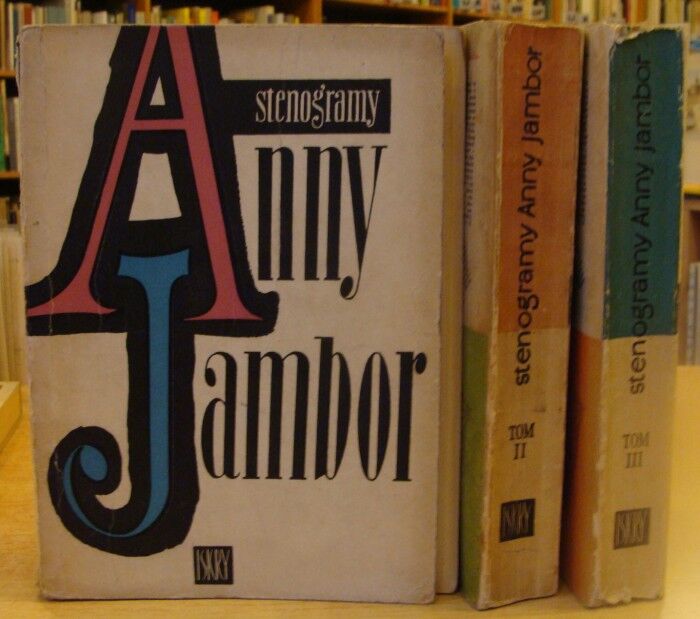 stenogramy
Anny
Jambor
ISKRY
stenogramy Anny Jambor
TOM
II
ISKRY
stenogramy Anny Jambor
TOM
III
ISKRY